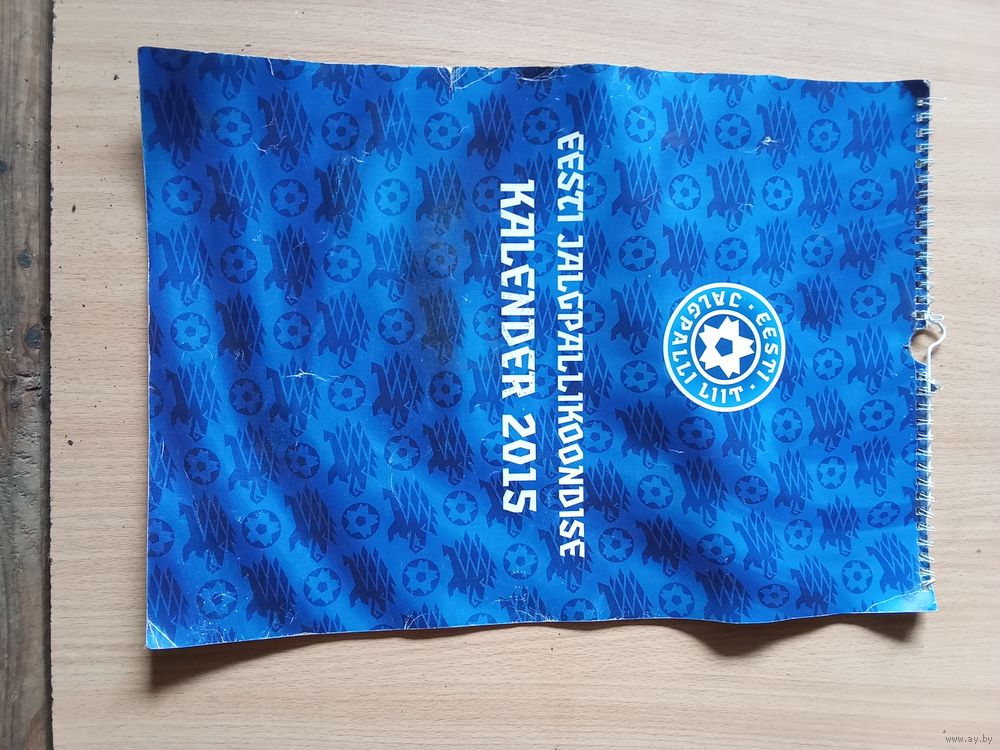 EESTI · JALGPALLI LIIT ·
EESTI JALGPALLIKOONDISE
KALENDER 2015
www.ay.by